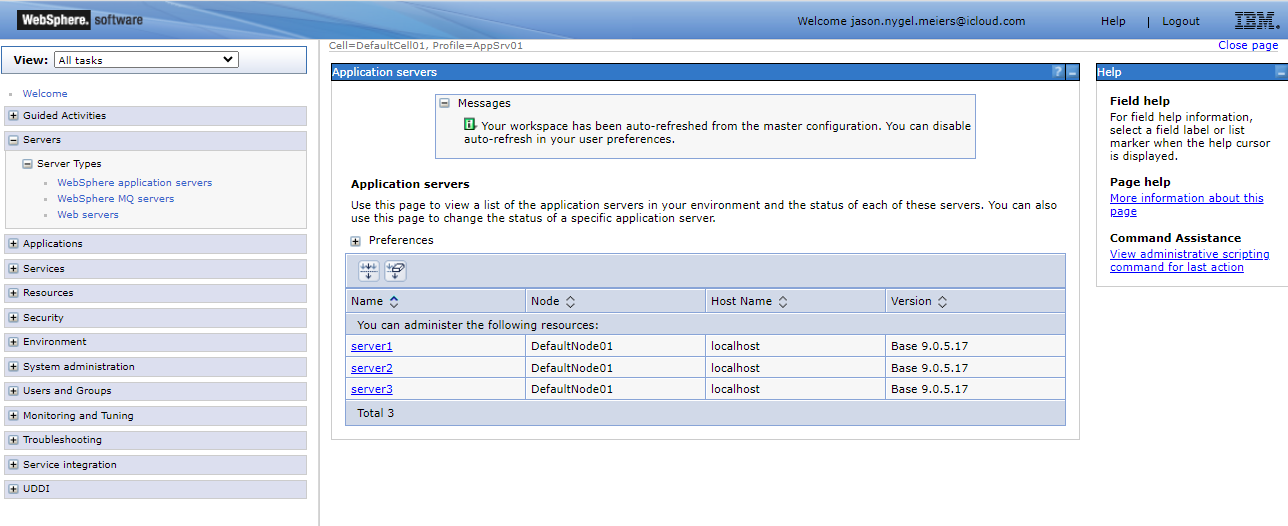 WebSphere. software
Welcome jason.nygel.meiers@icloud.com
Help | Logout
IBM.
View: All tasks
Welcome
Guided Activities
Servers
Server Types
WebSphere application servers
WebSphere MQ servers
Web servers
Applications
Services
Resources
Security
Environment
System administration
Users and Groups
Monitoring and Tuning
Troubleshooting
Service integration
UDDI
Cell=DefaultCell01, Profile=AppSrv01
Close page
Application servers
Messages
Your workspace has been auto-refreshed from the master configuration. You can disable
auto-refresh in your user preferences.
Application servers
Use this page to view a list of the application servers in your environment and the status of each of these servers. You can also
use this page to change the status of a specific application server.
Preferences
Name Node Host Name Version
You can administer the following resources:
server1 DefaultNode01 localhost Base 9.0.5.17
server2 DefaultNode01 localhost Base 9.0.5.17
server3 DefaultNode01 localhost Base 9.0.5.17
Total 3
Help
Field help
For field help information,
select a field label or list
marker when the help cursor
is displayed.
Page help
More information about this
page
Command Assistance
View administrative scripting
command for last action